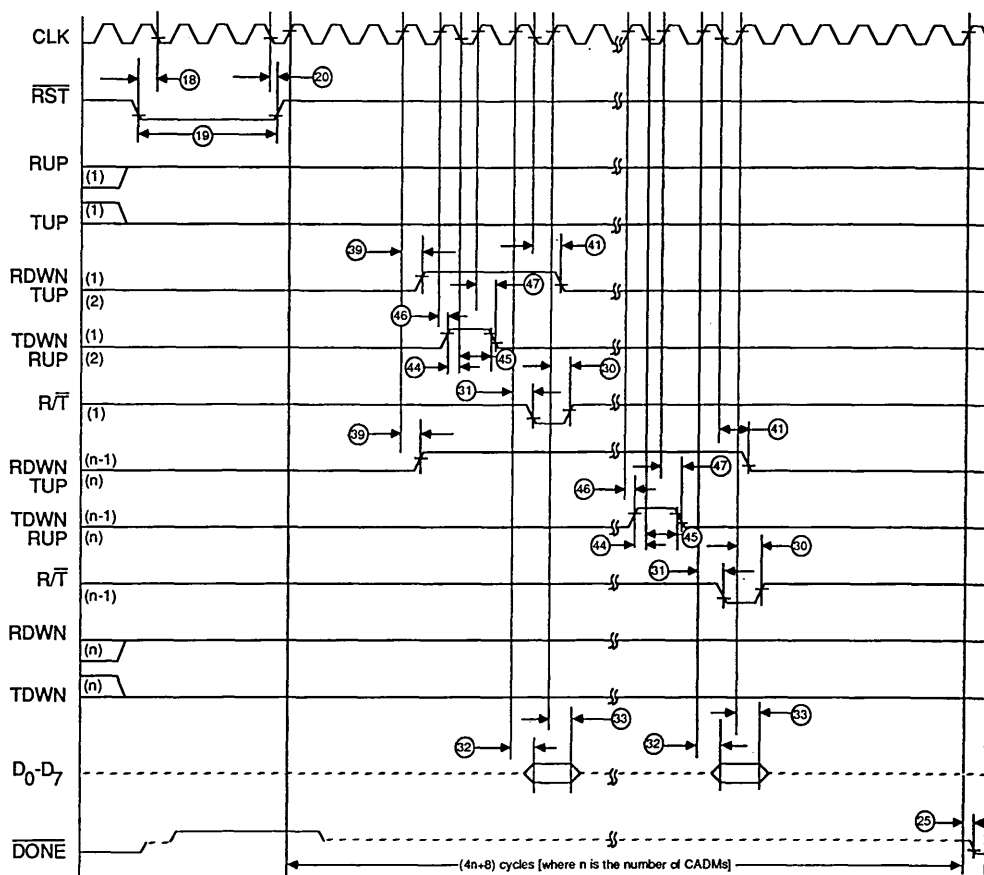 CLK
18
20
RST
19
RUP
(1)
TUP
(1)
39
41
RDWN (1)
TUP (2)
47
46
TDWN (1)
RUP (2)
44
45
30
31
R/T
(1)
39
41
RDWN (n-1)
TUP (n)
47
46
TDWN (n-1)
RUP (n)
44
45
30
31
R/T
(n-1)
RDWN
(n)
TDWN
(n)
33
33
32
32
D0-D7
25
DONE
(4n+8) cycles [where n is the number of CADMs]